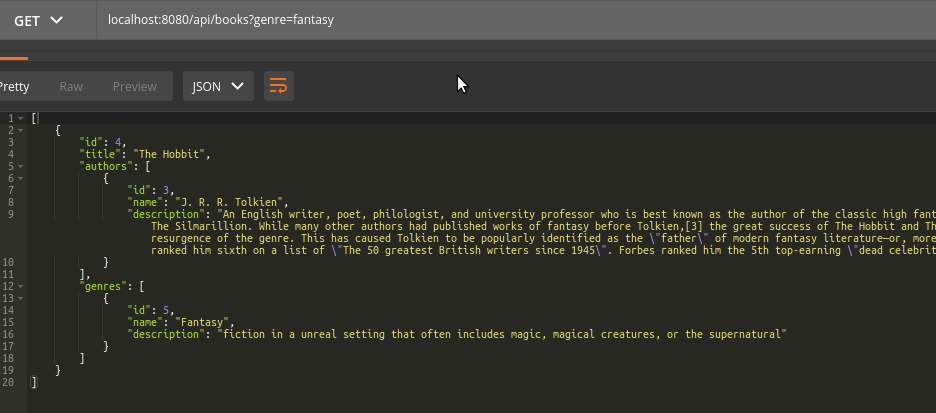 GET localhost:8080/api/books?genre=fantasy
Pretty Raw Preview JSON
1 [
2 {
3 "id": 4,
4 "title": "The Hobbit",
5 "authors": [
6 {
7 "id": 3,
8 "name": "J. R. R. Tolkien",
9 "description": "An English writer, poet, philologist, and university professor who is best known as the author of the classic high
The Silmarillion. While many other authors had published works of fantasy before Tolkien,[3] the great success of The Hobbit and
resurgence of the genre. This has caused Tolkien to be popularly identified as the \"father\" of modern fantasy literature—or, more
ranked him sixth on a list of \"The 50 greatest British writers since 1945\". Forbes ranked him the 5th top-earning \"dead
10 }
11 ],
12 "genres": [
13 {
14 "id": 5,
15 "name": "Fantasy",
16 "description": "fiction in a unreal setting that often includes magic, magical creatures, or the supernatural"
17 }
18 ]
19 }
20 ]